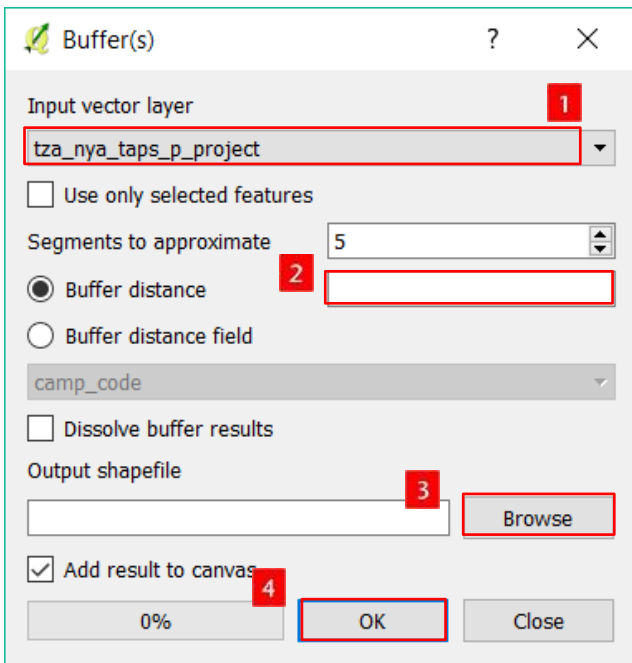 Buffer(s) ? ×
Input vector layer 1
tza_nya_taps_p_project
Use only selected features
Segments to approximate 5
Buffer distance 2
Buffer distance field
camp_code
Dissolve buffer results
Output shapefile
3
Browse
Add result to canvas
4
0% OK Close